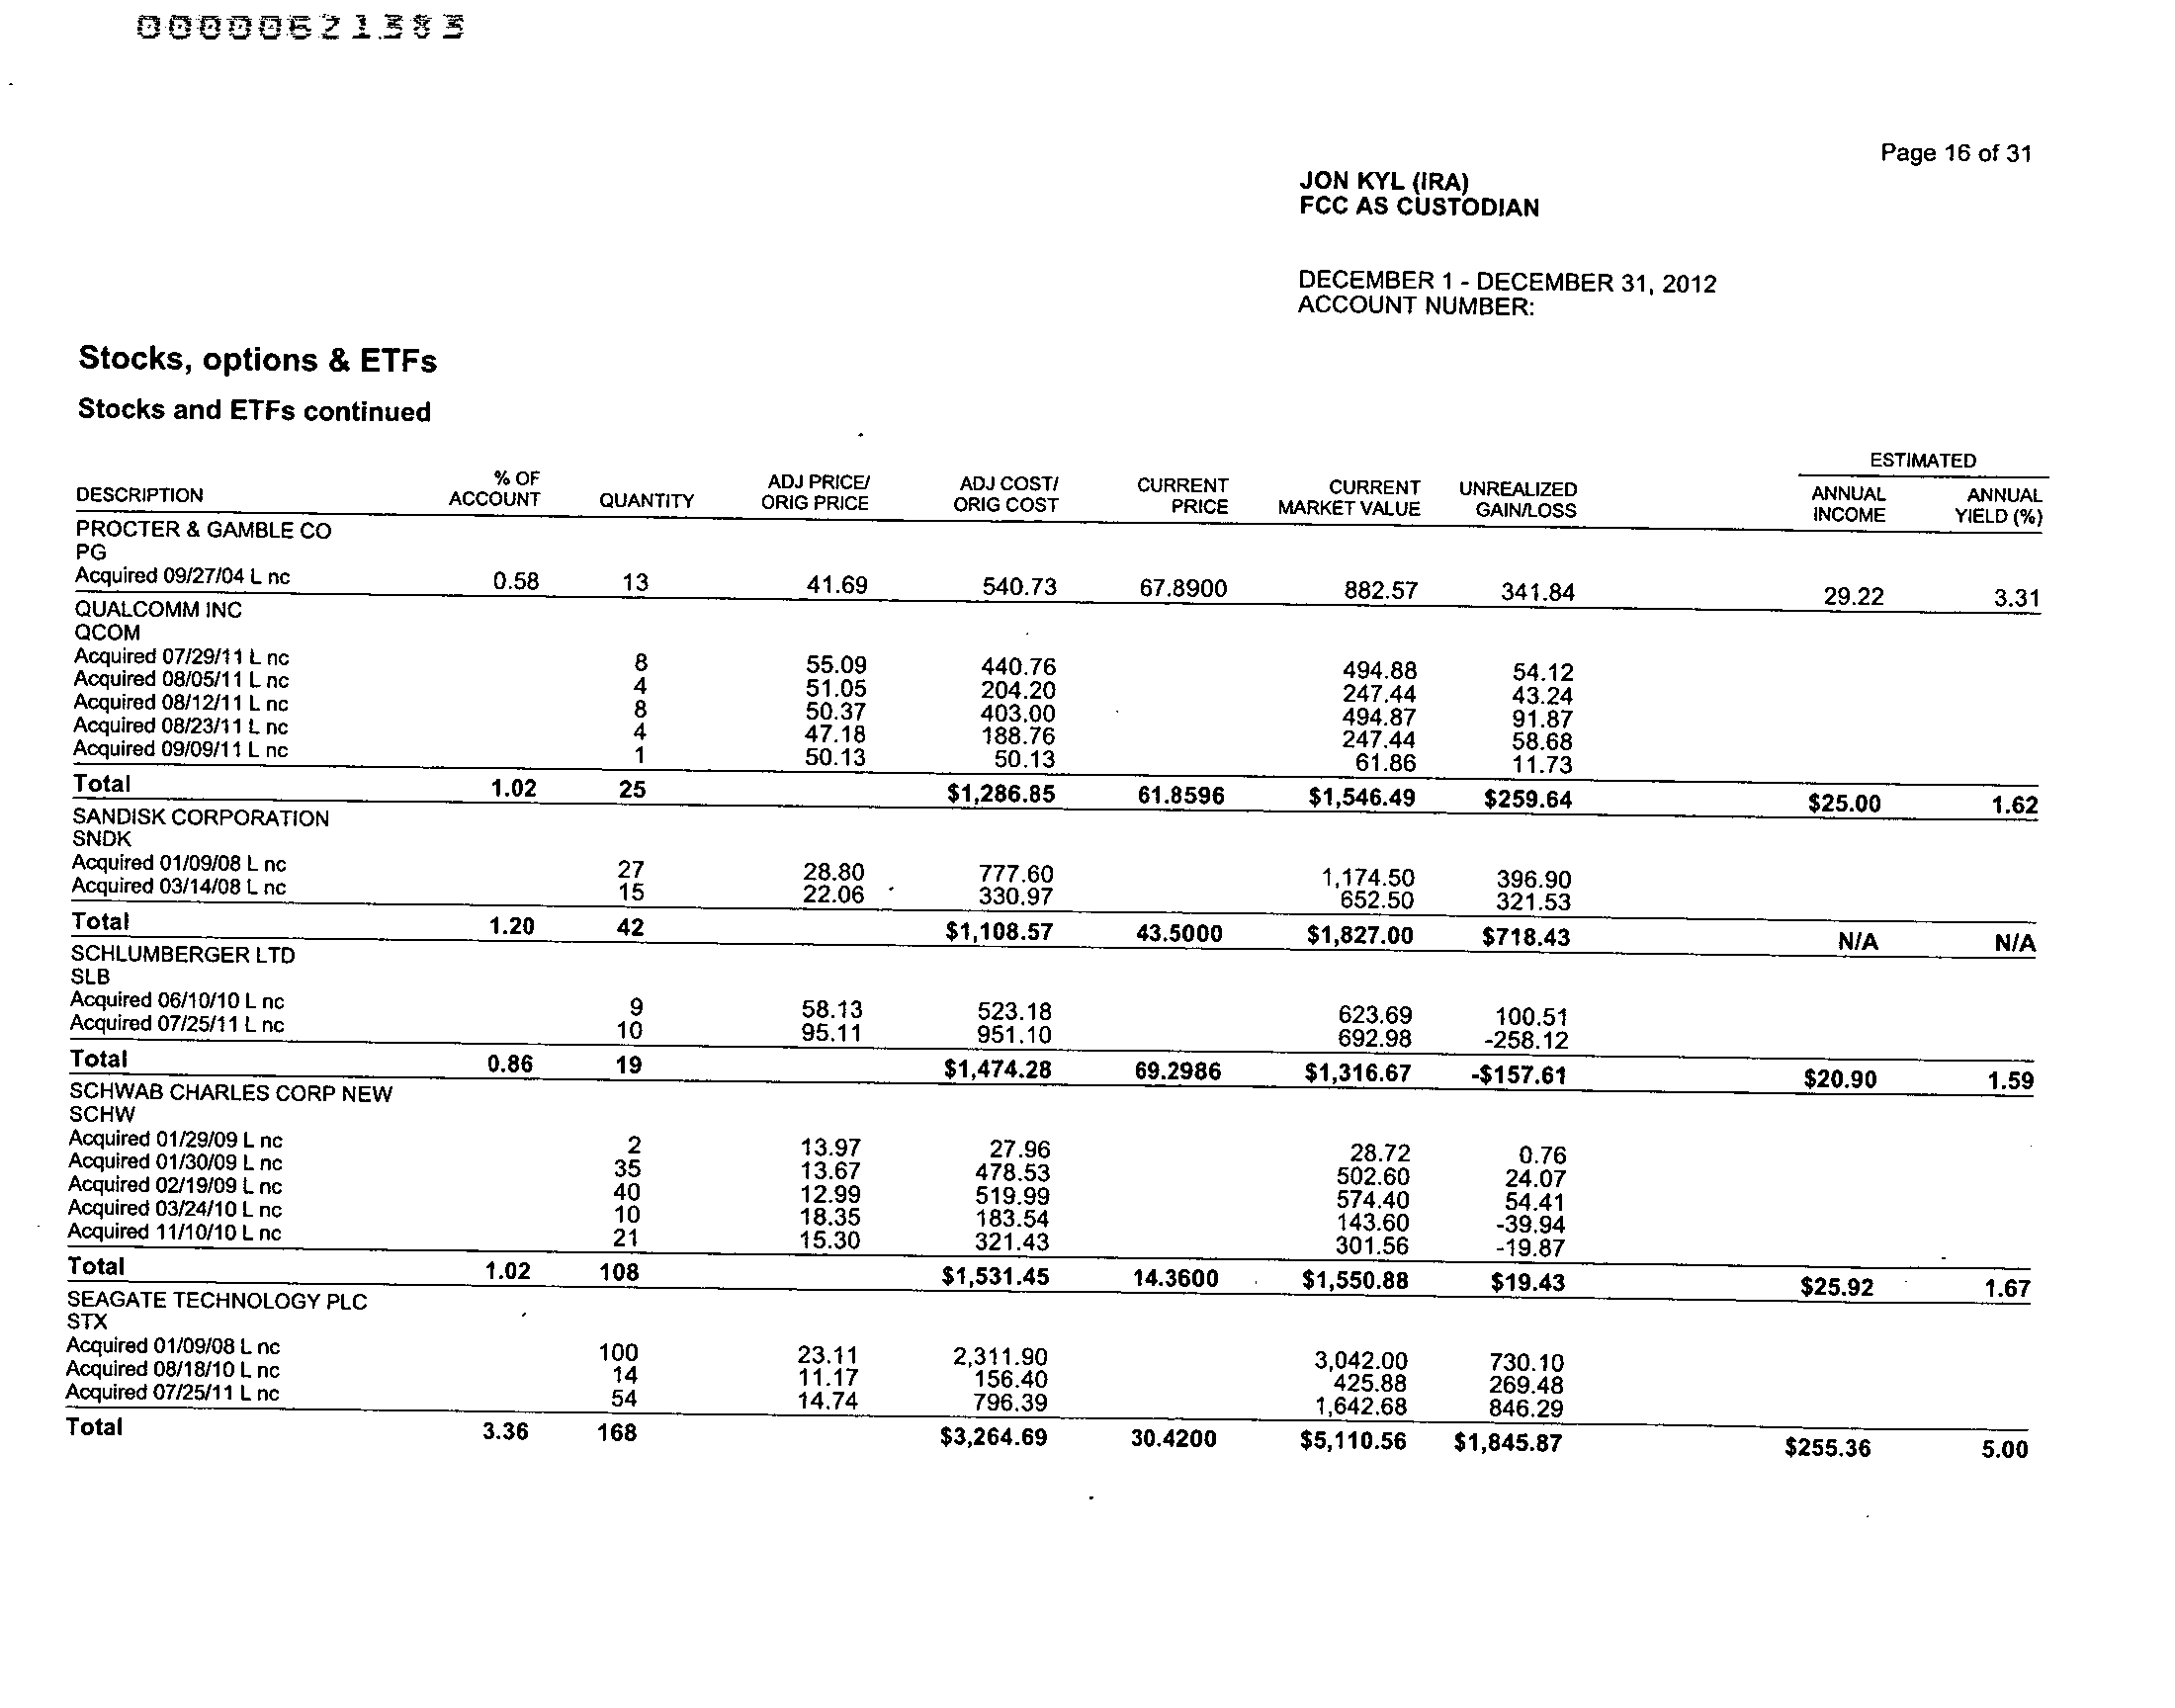 00000621383
Page 16 of 31
JON KYL (IRA)
FCC AS CUSTODIAN
DECEMBER 1 - DECEMBER 31, 2012
ACCOUNT NUMBER:
Stocks, options & ETFs
Stocks and ETFs continued
ESTIMATED
% OF ADJ PRICE/ ADJ COST/ CURRENT CURRENT UNREALIZED ANNUAL ANNUAL
DESCRIPTION ACCOUNT QUANTITY ORIG PRICE ORIG COST PRICE MARKET VALUE GAIN/LOSS INCOME YIELD (%)
PROCTER & GAMBLE CO
PG
Acquired 09/27/04 L nc 0.58 13 41.69 540.73 67.8900 882.57 341.84 29.22 3.31
QUALCOMM INC
QCOM
Acquired 07/29/11 L nc 8 55.09 440.76 494.88 54.12
Acquired 08/05/11 L nc 4 51.05 204.20 247.44 43.24
Acquired 08/12/11 L nc 8 50.37 403.00 494.87 91.87
Acquired 08/23/11 L nc 4 47.18 188.76 247.44 58.68
Acquired 09/09/11 L nc 1 50.13 50.13 61.86 11.73
Total 1.02 25 $1,286.85 61.8596 $1,546.49 $259.64 $25.00 1.62
SANDISK CORPORATION
SNDK
Acquired 01/09/08 L nc 27 28.80 777.60 1,174.50 396.90
Acquired 03/14/08 L nc 15 22.06 330.97 652.50 321.53
Total 1.20 42 $1,108.57 43.5000 $1,827.00 $718.43 N/A N/A
SCHLUMBERGER LTD
SLB
Acquired 06/10/10 L nc 9 58.13 523.18 623.69 100.51
Acquired 07/25/11 L nc 10 95.11 951.10 692.98 -258.12
Total 0.86 19 $1,474.28 69.2986 $1,316.67 -$157.61 $20.90 1.59
SCHWAB CHARLES CORP NEW
SCHW
Acquired 01/29/09 L nc 2 13.97 27.96 28.72 0.76
Acquired 01/30/09 L nc 35 13.67 478.53 502.60 24.07
Acquired 02/19/09 L nc 40 12.99 519.99 574.40 54.41
Acquired 03/24/10 L nc 10 18.35 183.54 143.60 -39.94
Acquired 11/10/10 L nc 21 15.30 321.43 301.56 -19.87
Total 1.02 108 $1,531.45 14.3600 $1,550.88 $19.43 $25.92 1.67
SEAGATE TECHNOLOGY PLC
STX
Acquired 01/09/08 L nc 100 23.11 2,311.90 3,042.00 730.10
Acquired 08/18/10 L nc 14 11.17 156.40 425.88 269.48
Acquired 07/25/11 L nc 54 14.74 796.39 1,642.68 846.29
Total 3.36 168 $3,264.69 30.4200 $5,110.56 $1,845.87 $255.36 5.00